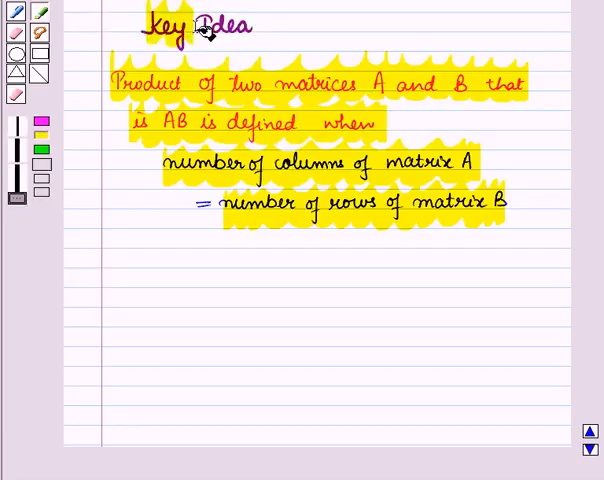 Key Idea
Product of two matrices A and B that
is AB is defined when
number of columns of matrix A
= number of rows of matrix B